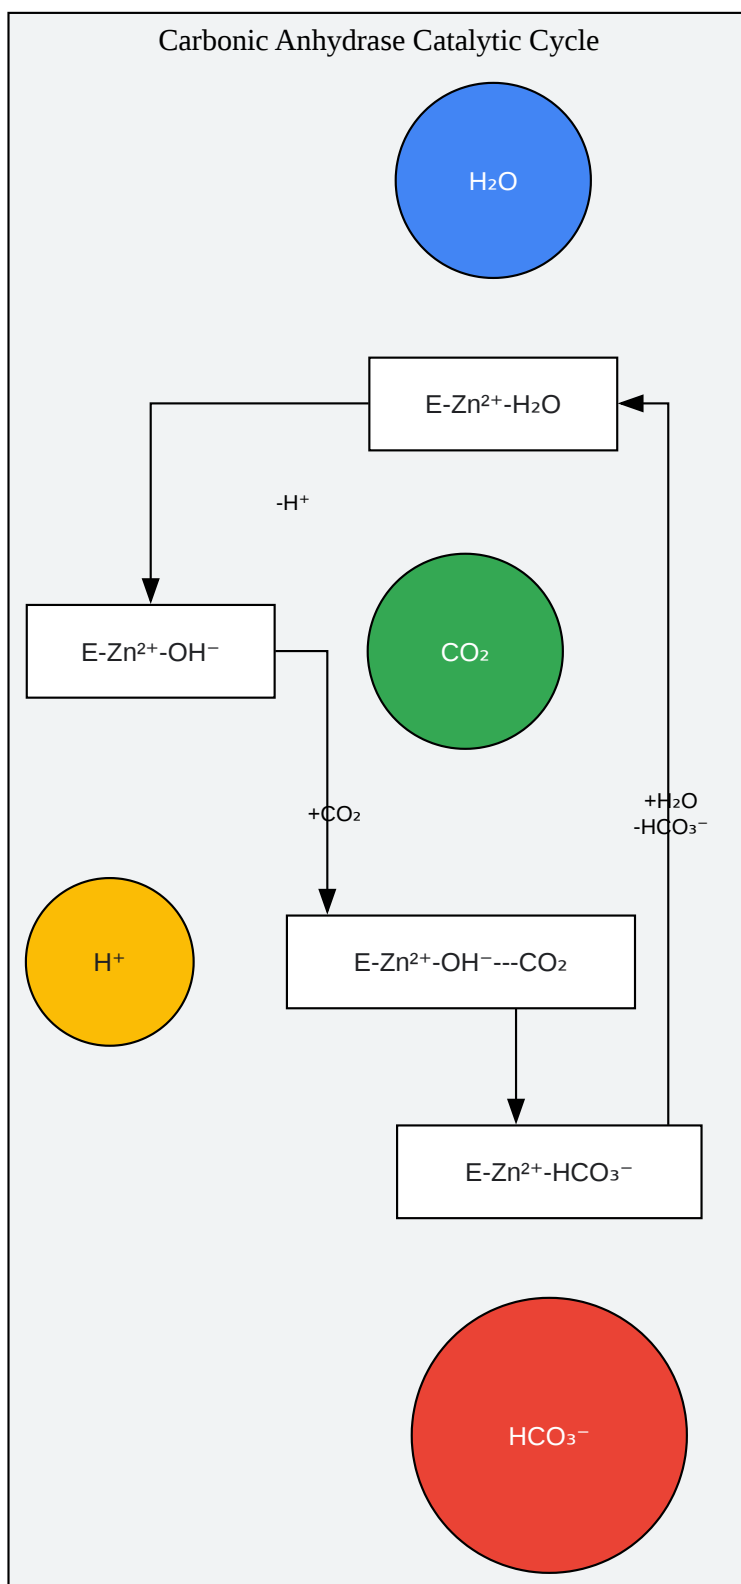 Carbonic Anhydrase Catalytic Cycle
H₂O
E-Zn²⁺-H₂O
-H⁺
E-Zn²⁺-OH⁻
CO₂
+CO₂
+H₂O
-HCO₃⁻
H⁺
E-Zn²⁺-OH⁻---CO₂
E-Zn²⁺-HCO₃⁻
HCO₃⁻